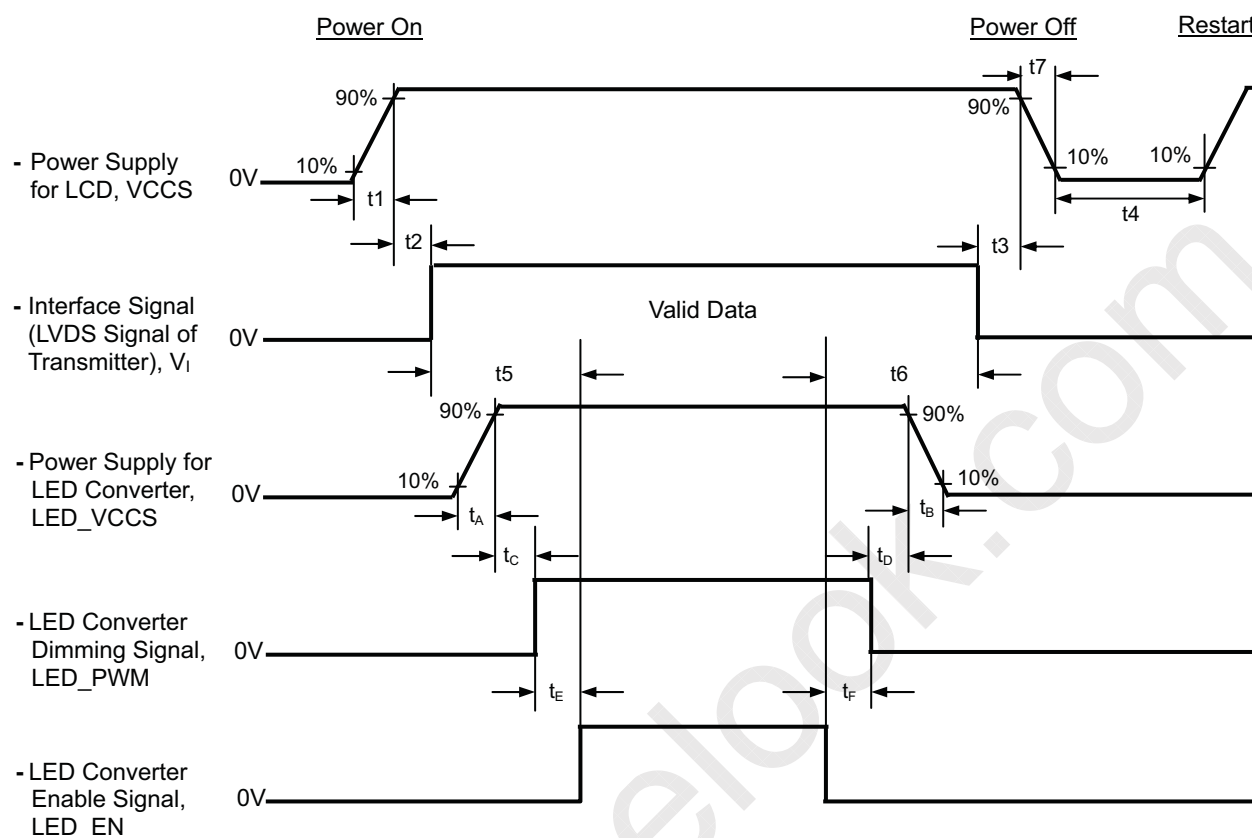 Power On
Power Off
Restart
t7
90%
90%
- Power Supply
for LCD, VCCS
0V
10%
10%
10%
t1
t4
t2
t3
- Interface Signal
(LVDS Signal of
Transmitter), VI
0V
Valid Data
t5
t6
90%
90%
- Power Supply for
LED Converter,
LED_VCCS
0V
10%
10%
tA
tB
tC
tD
- LED Converter
Dimming Signal,
LED_PWM
0V
tE
tF
- LED Converter
Enable Signal,
LED_EN
0V
elook.com